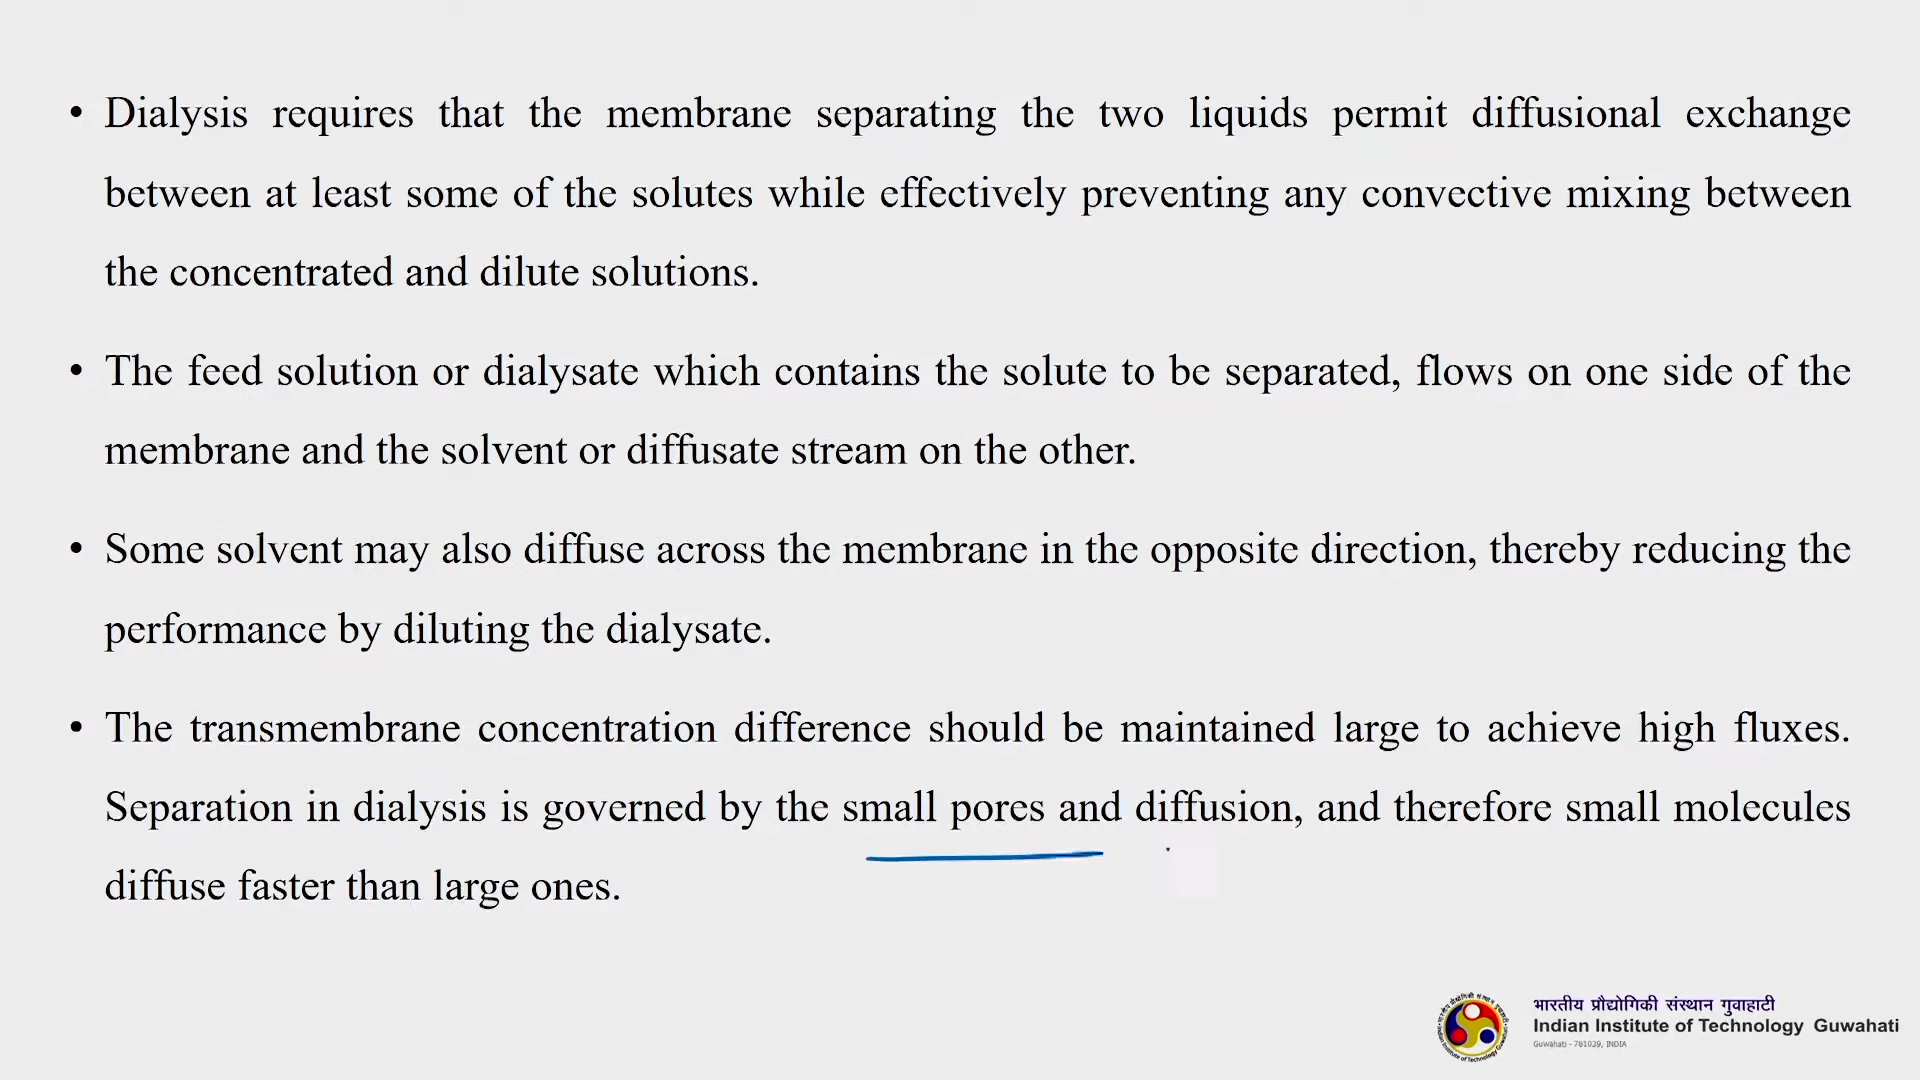 • Dialysis requires that the membrane separating the two liquids permit diffusional exchange
between at least some of the solutes while effectively preventing any convective mixing between
the concentrated and dilute solutions.
• The feed solution or dialysate which contains the solute to be separated, flows on one side of the
membrane and the solvent or diffusate stream on the other.
• Some solvent may also diffuse across the membrane in the opposite direction, thereby reducing the
performance by diluting the dialysate.
• The transmembrane concentration difference should be maintained large to achieve high fluxes.
Separation in dialysis is governed by the small pores and diffusion, and therefore small molecules
diffuse faster than large ones.
भारतीय प्रौद्योगिकी संस्थान गुवाहाटी
Indian Institute of Technology Guwahati
Guwahati - 781039, INDIA